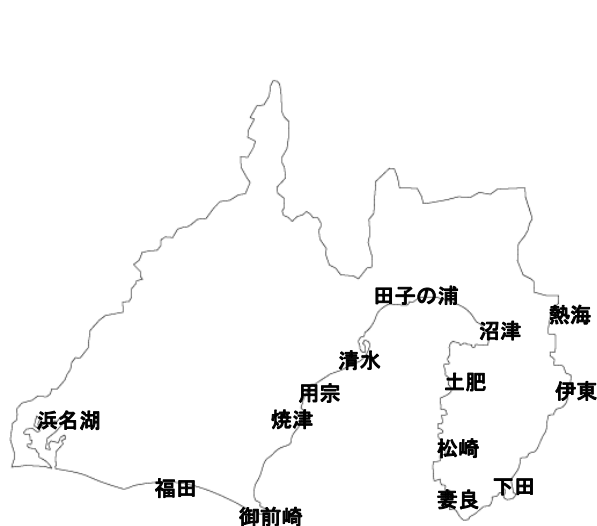 田子の浦
熱海
沼津
清水
土肥
用宗
伊東
焼津
浜名湖
松崎
福田
下田
妻良
御前崎